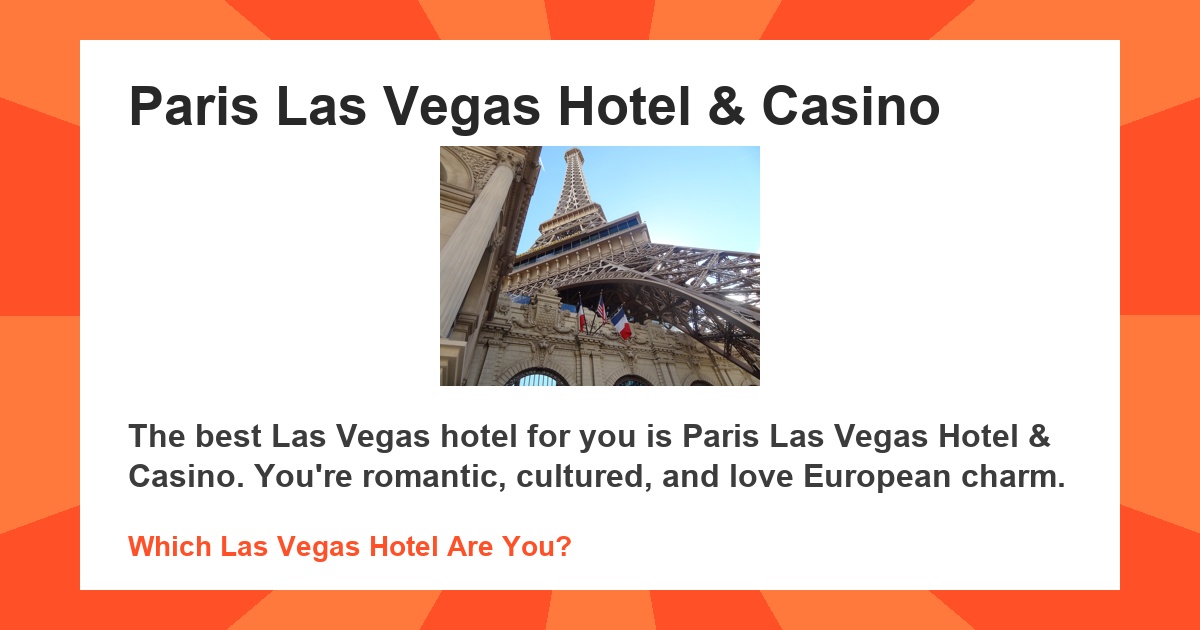 Paris Las Vegas Hotel & Casino
The best Las Vegas hotel for you is Paris Las Vegas Hotel &
Casino. You're romantic, cultured, and love European charm.
Which Las Vegas Hotel Are You?